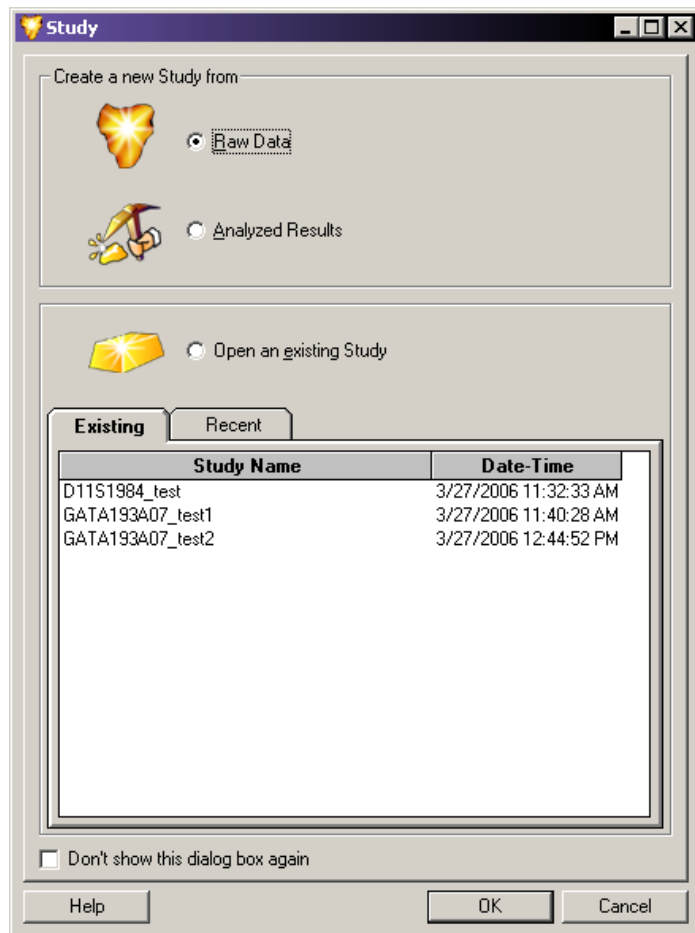 Study
Create a new Study from
Raw Data
Analyzed Results
Open an existing Study
Existing Recent
Study Name Date-Time
D11S1984_test 3/27/2006 11:32:33 AM
GATA193A07_test1 3/27/2006 11:40:28 AM
GATA193A07_test2 3/27/2006 12:44:52 PM
Don't show this dialog box again
Help OK Cancel